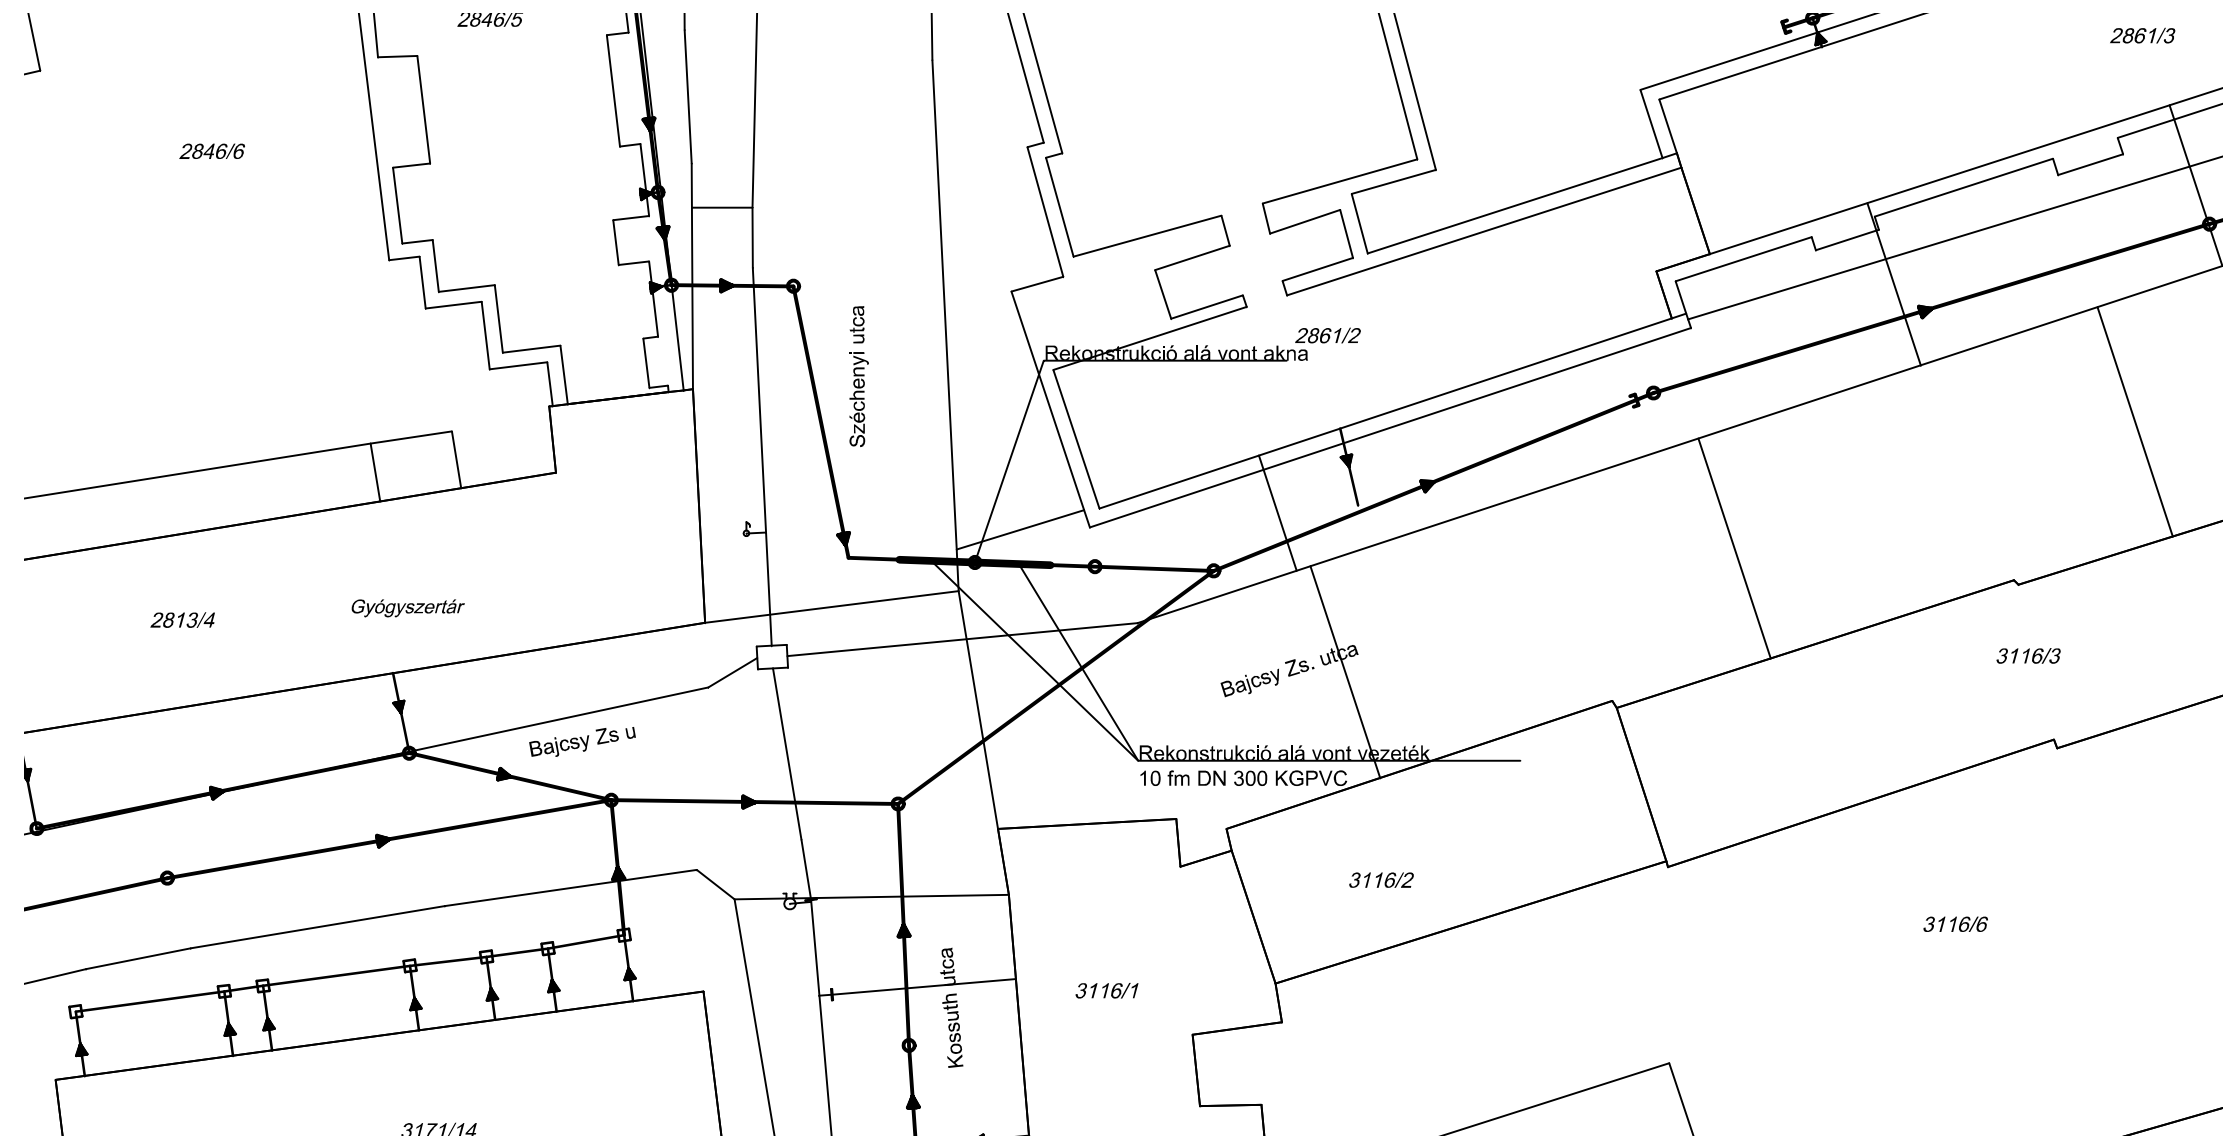 2846/5
2861/3
2846/6
Széchenyi utca
2861/2
Rekonstrukció alá vont akna
2813/4
Gyógyszertár
Bajcsy Zs. utca
3116/3
Bajcsy Zs u
Rekonstrukció alá vont vezeték
10 fm DN 300 KGPVC
3116/2
3116/6
Kossuth utca
3116/1
3171/14